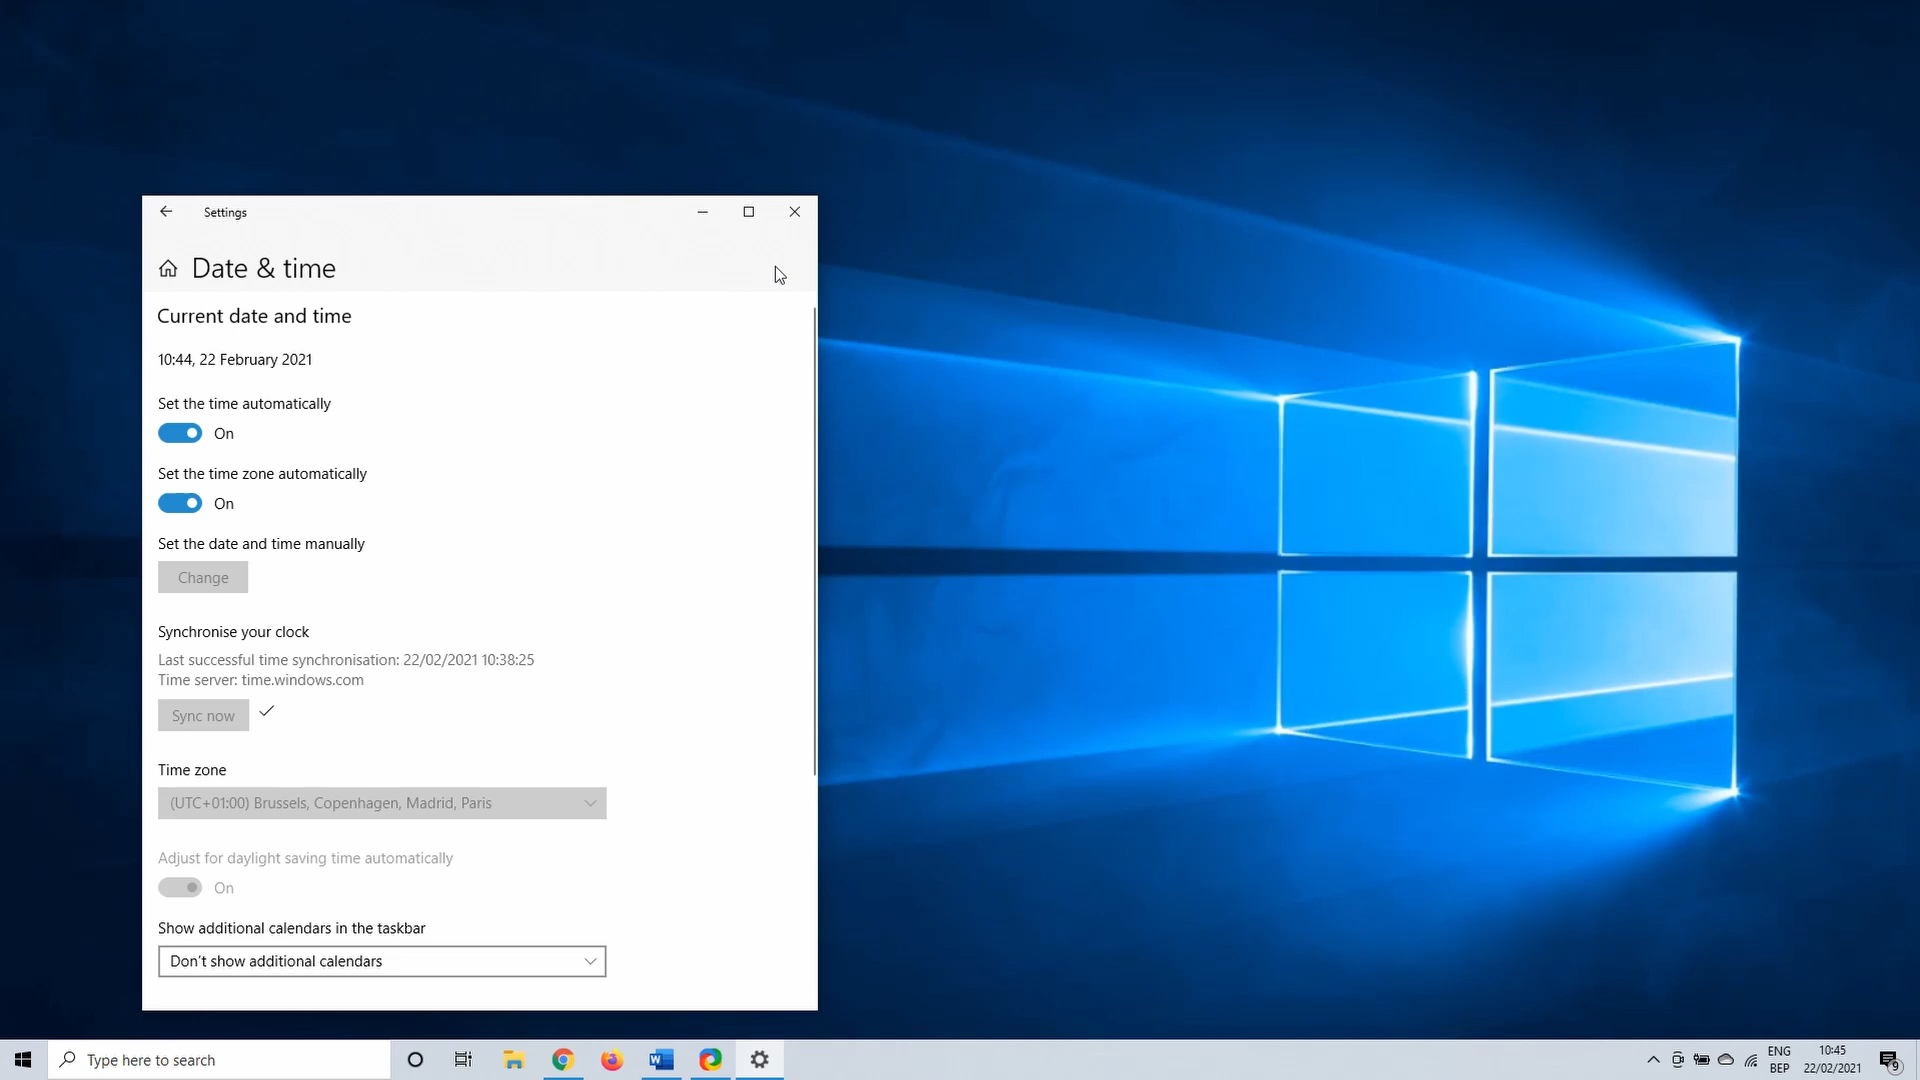 Settings
Date & time
Current date and time
10:44, 22 February 2021
Set the time automatically
On
Set the time zone automatically
On
Set the date and time manually
Change
Synchronise your clock
Last successful time synchronisation: 22/02/2021 10:38:25
Time server: time.windows.com
Sync now
Time zone
(UTC+01:00) Brussels, Copenhagen, Madrid, Paris
Adjust for daylight saving time automatically
On
Show additional calendars in the taskbar
Don't show additional calendars
Type here to search
W
ENG
BEP
10:45
22/02/2021
9